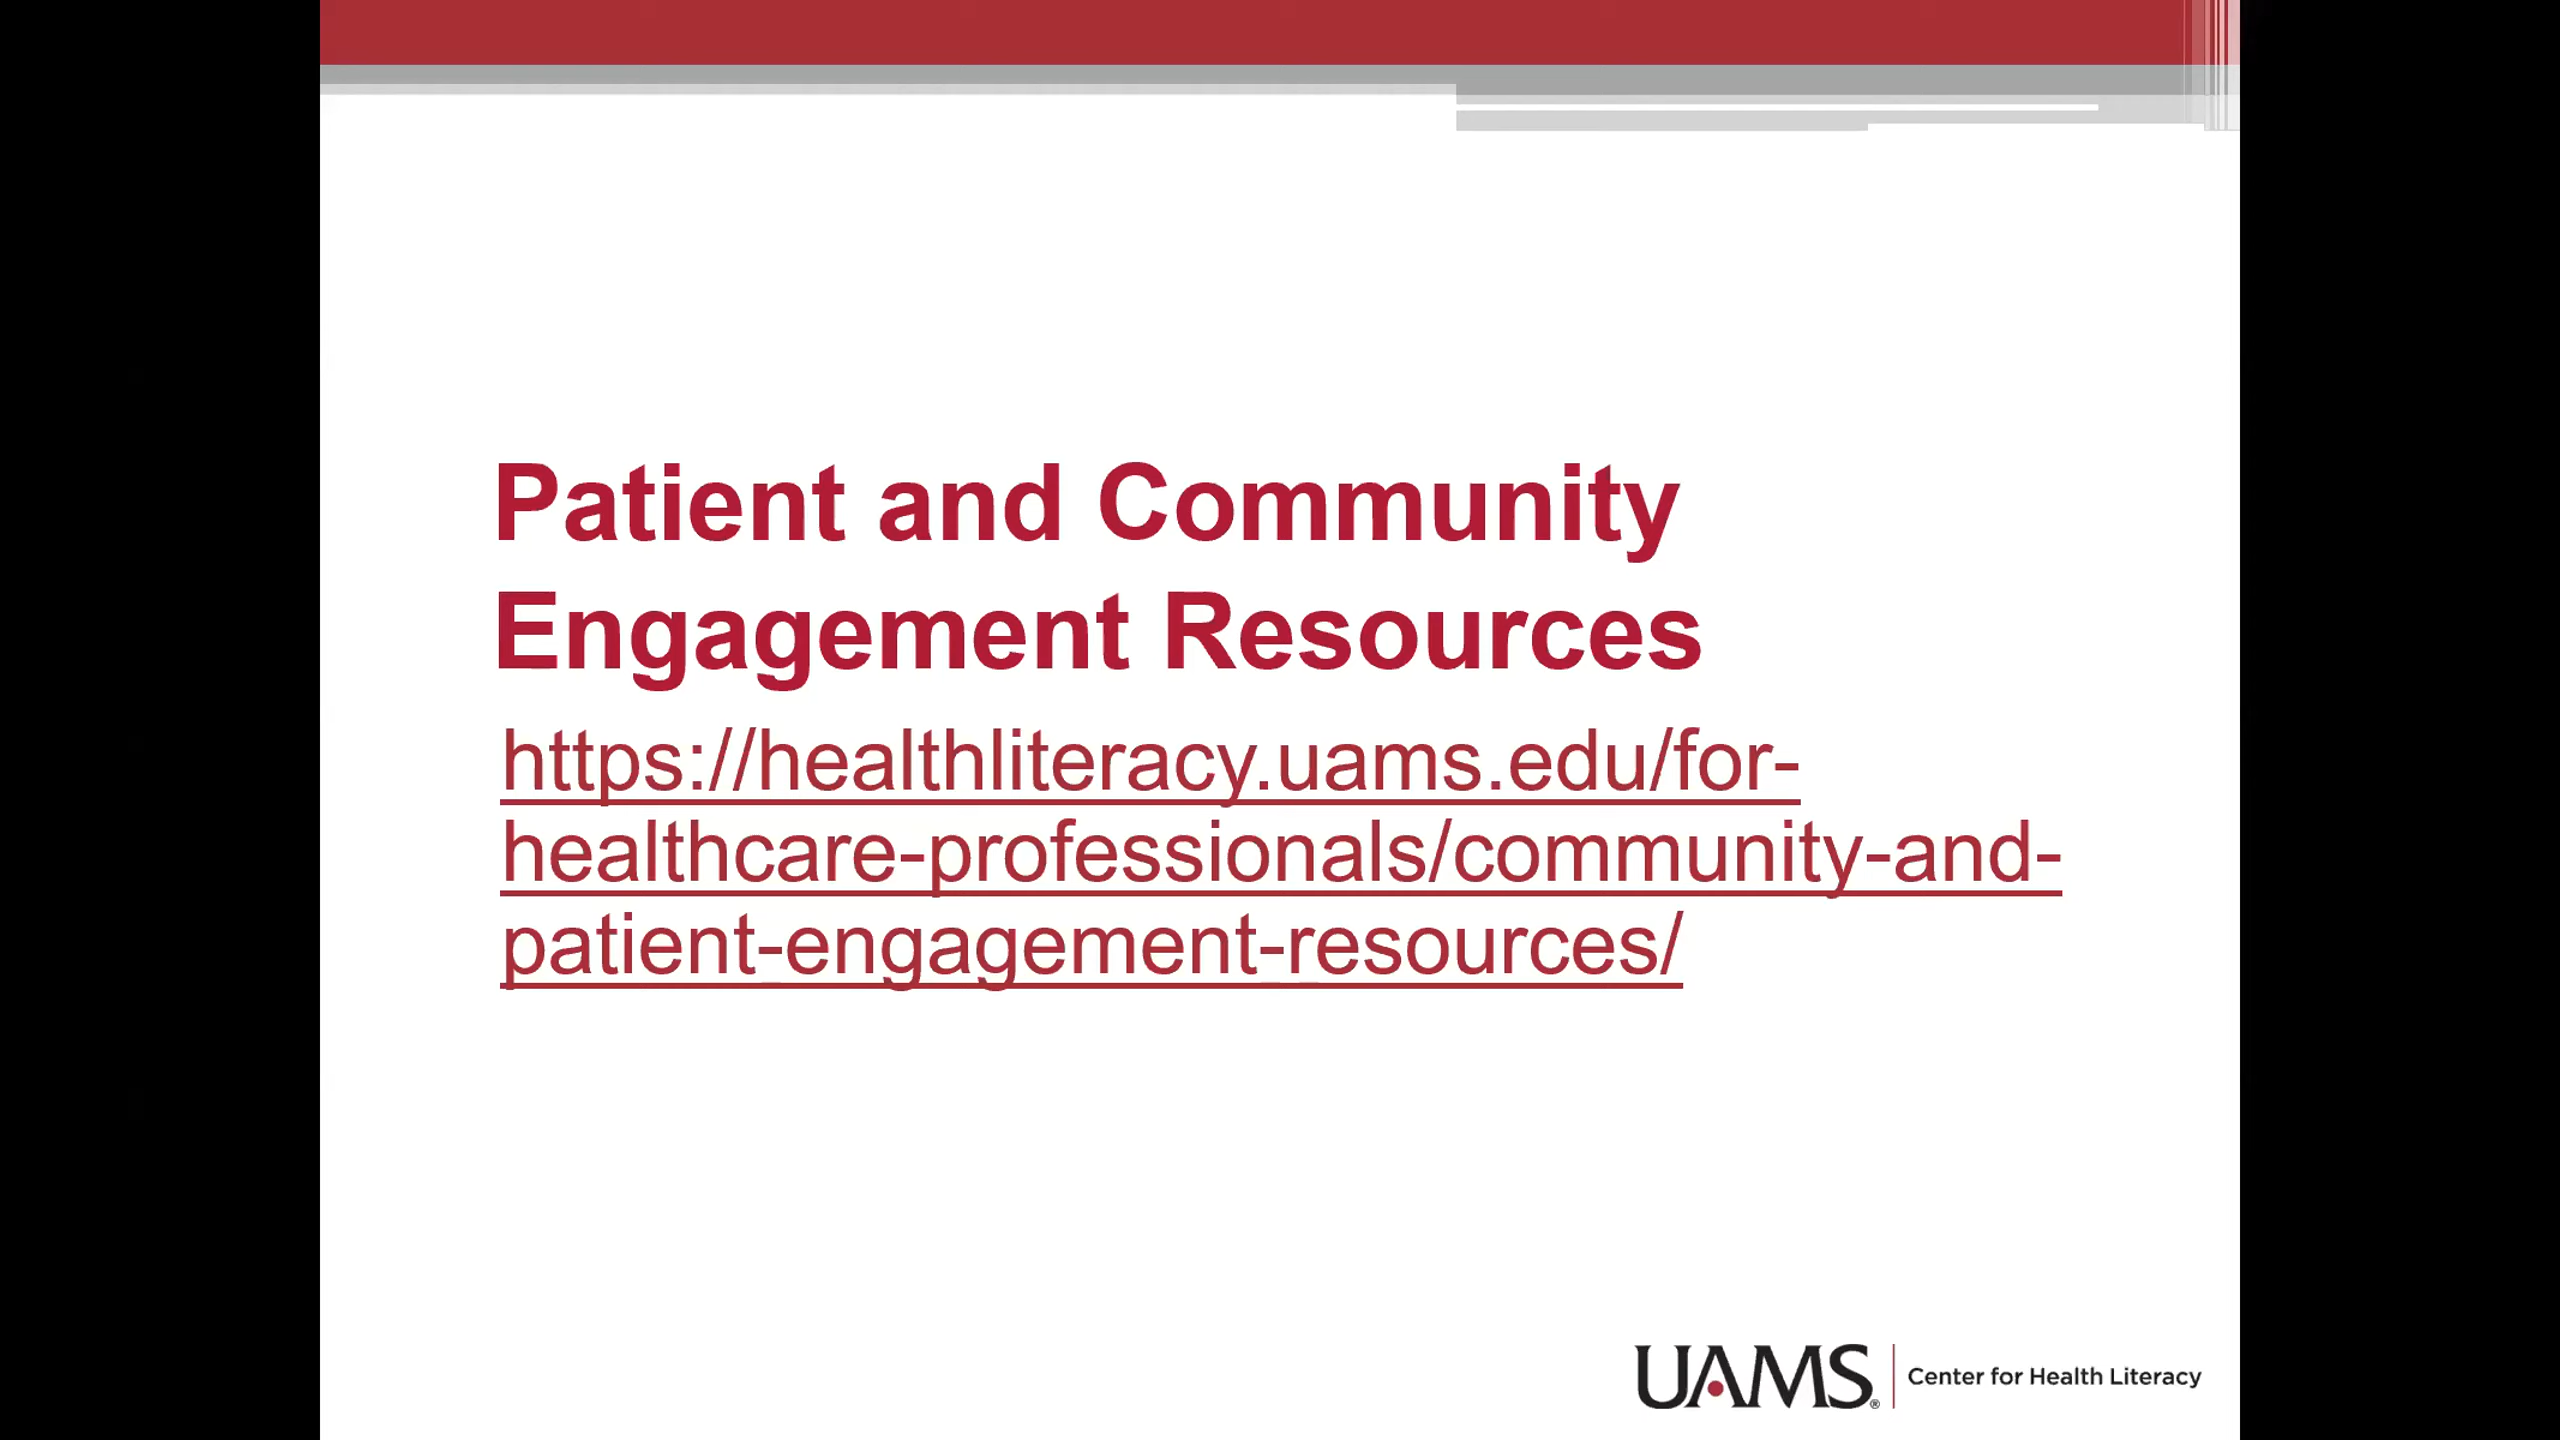 Patient and Community
Engagement Resources
https://healthliteracy.uams.edu/for-
healthcare-professionals/community-and-
patient-engagement-resources/
UAMS® Center for Health Literacy